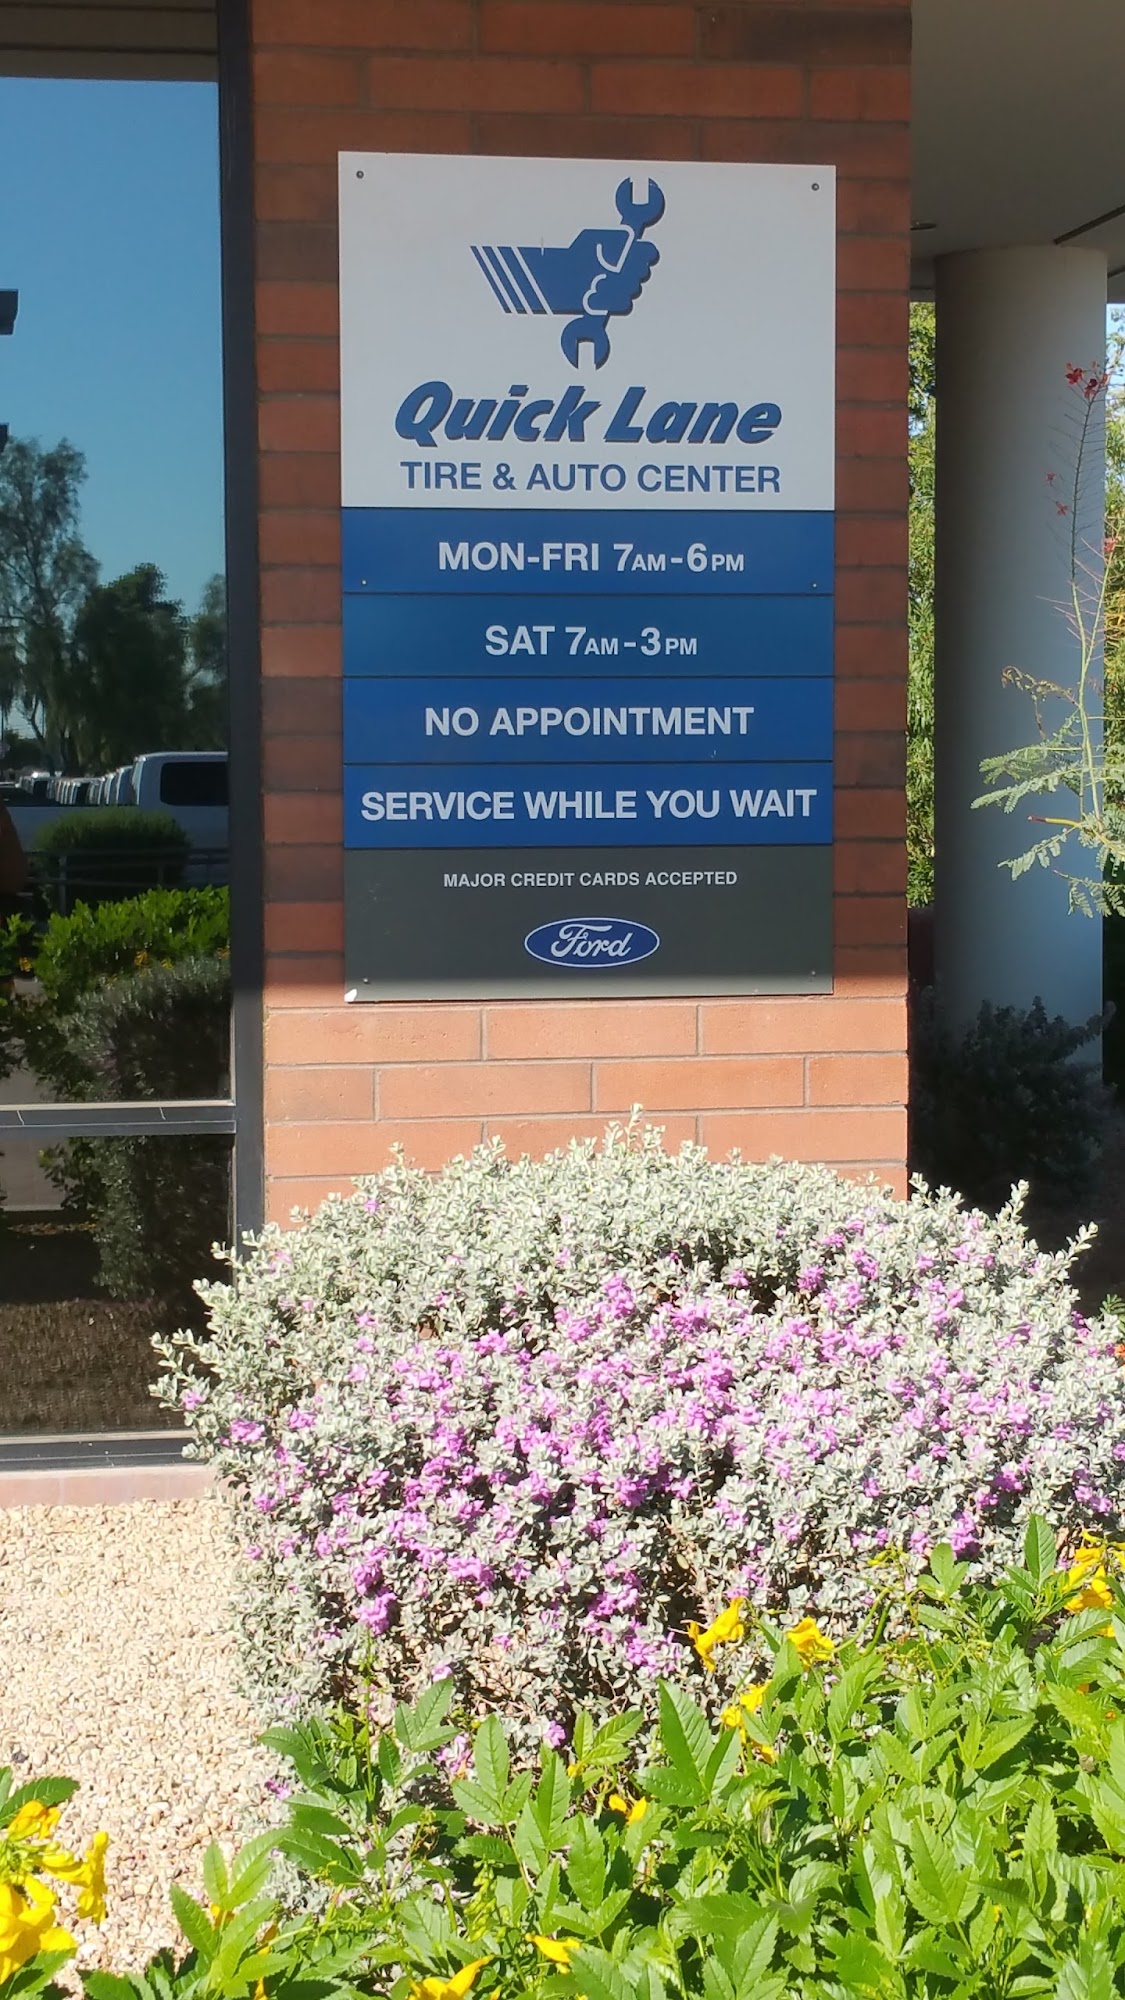 Quick Lane
TIRE & AUTO CENTER
MON-FRI 7AM-6PM
SAT 7AM-3PM
NO APPOINTMENT
SERVICE WHILE YOU WAIT
MAJOR CREDIT CARDS ACCEPTED
Ford